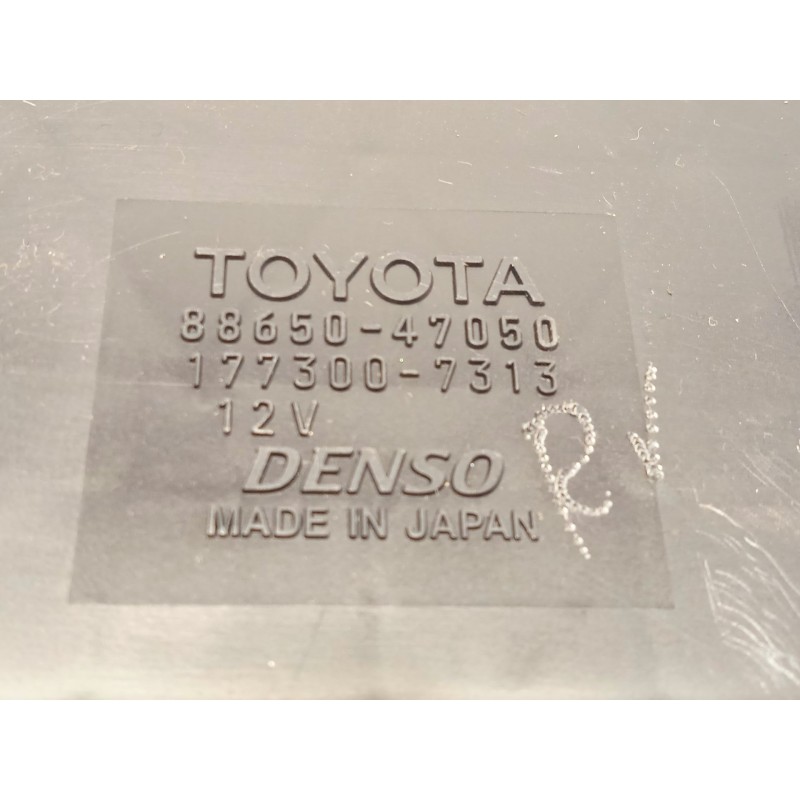 TOYOTA
88650-47050
177300-7313
12V
DENSO
MADE IN JAPAN